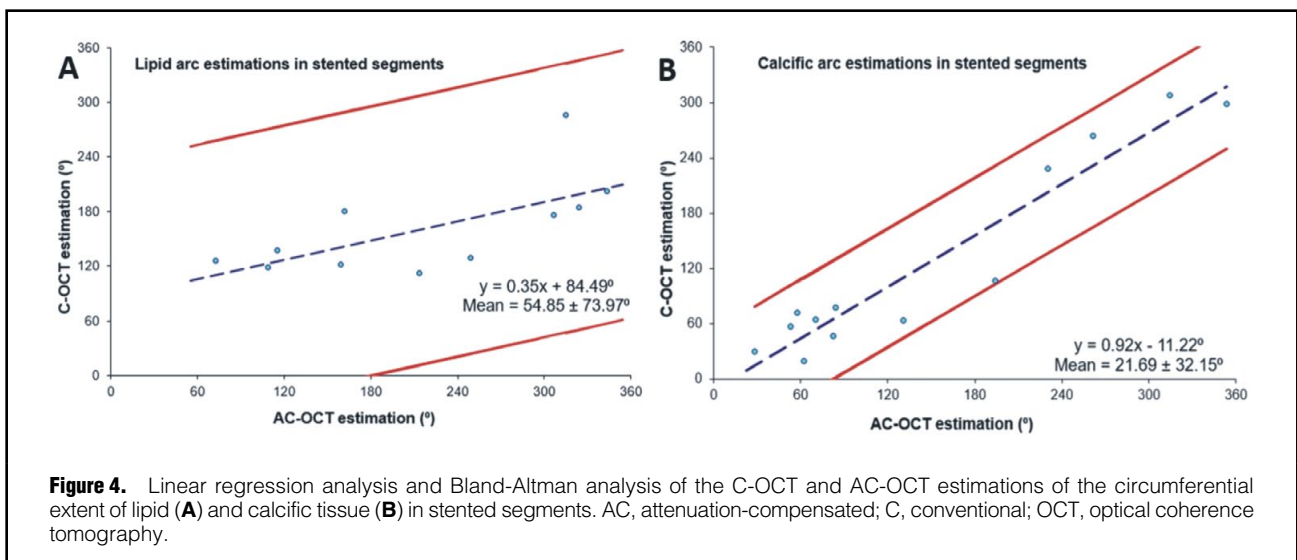 A
Lipid arc estimations in stented segments
360
300
240
180
120
60
0
C-OCT estimation (º)
0 60 120 180 240 300 360
AC-OCT estimation (º)
y = 0.35x + 84.49º
Mean = 54.85 ± 73.97º
B
Calcific arc estimations in stented segments
360
300
240
180
120
60
0
C-OCT estimation (º)
0 60 120 180 240 300 360
AC-OCT estimation (º)
y = 0.92x - 11.22º
Mean = 21.69 ± 32.15º
Figure 4. Linear regression analysis and Bland-Altman analysis of the C-OCT and AC-OCT estimations of the circumferential
extent of lipid (A) and calcific tissue (B) in stented segments. AC, attenuation-compensated; C, conventional; OCT, optical coherence
tomography.